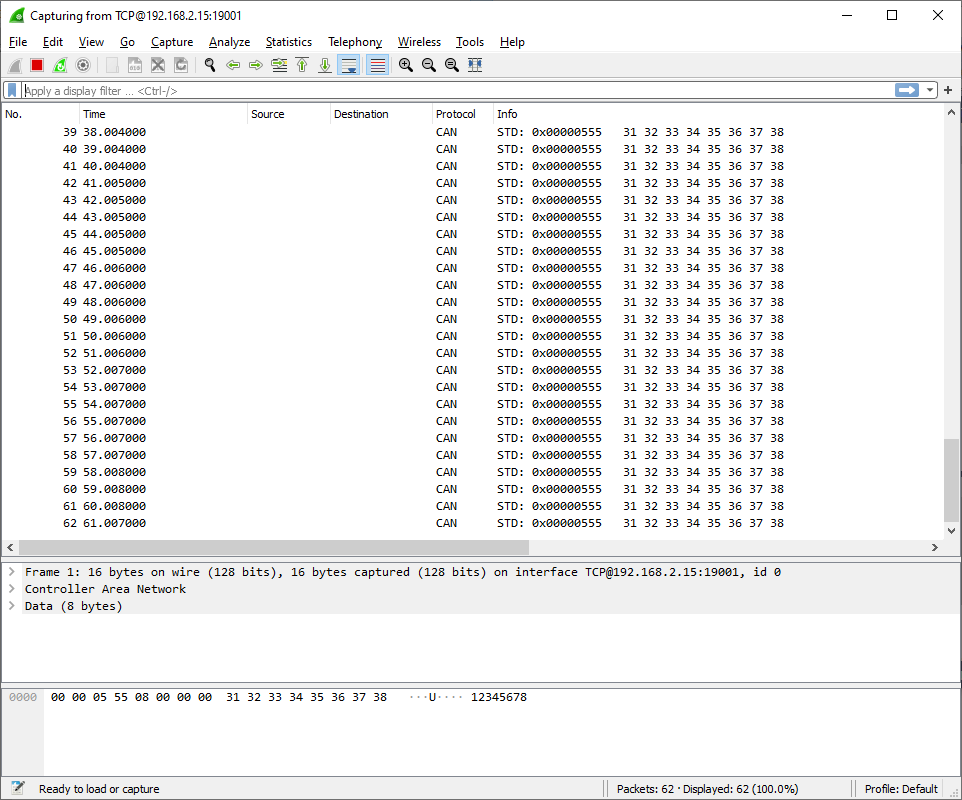 Capturing from TCP@192.168.2.15:19001
File Edit View Go Capture Analyze Statistics Telephony Wireless Tools Help
Apply a display filter ... <Ctrl-/>
No. Time Source Destination Protocol Info
39 38.004000 CAN STD: 0x00000555 31 32 33 34 35 36 37 38
40 39.004000 CAN STD: 0x00000555 31 32 33 34 35 36 37 38
41 40.004000 CAN STD: 0x00000555 31 32 33 34 35 36 37 38
42 41.005000 CAN STD: 0x00000555 31 32 33 34 35 36 37 38
43 42.005000 CAN STD: 0x00000555 31 32 33 34 35 36 37 38
44 43.005000 CAN STD: 0x00000555 31 32 33 34 35 36 37 38
45 44.005000 CAN STD: 0x00000555 31 32 33 34 35 36 37 38
46 45.005000 CAN STD: 0x00000555 31 32 33 34 35 36 37 38
47 46.006000 CAN STD: 0x00000555 31 32 33 34 35 36 37 38
48 47.006000 CAN STD: 0x00000555 31 32 33 34 35 36 37 38
49 48.006000 CAN STD: 0x00000555 31 32 33 34 35 36 37 38
50 49.006000 CAN STD: 0x00000555 31 32 33 34 35 36 37 38
51 50.006000 CAN STD: 0x00000555 31 32 33 34 35 36 37 38
52 51.006000 CAN STD: 0x00000555 31 32 33 34 35 36 37 38
53 52.007000 CAN STD: 0x00000555 31 32 33 34 35 36 37 38
54 53.007000 CAN STD: 0x00000555 31 32 33 34 35 36 37 38
55 54.007000 CAN STD: 0x00000555 31 32 33 34 35 36 37 38
56 55.007000 CAN STD: 0x00000555 31 32 33 34 35 36 37 38
57 56.007000 CAN STD: 0x00000555 31 32 33 34 35 36 37 38
58 57.007000 CAN STD: 0x00000555 31 32 33 34 35 36 37 38
59 58.008000 CAN STD: 0x00000555 31 32 33 34 35 36 37 38
60 59.008000 CAN STD: 0x00000555 31 32 33 34 35 36 37 38
61 60.008000 CAN STD: 0x00000555 31 32 33 34 35 36 37 38
62 61.007000 CAN STD: 0x00000555 31 32 33 34 35 36 37 38
Frame 1: 16 bytes on wire (128 bits), 16 bytes captured (128 bits) on interface TCP@192.168.2.15:19001, id 0
Controller Area Network
Data (8 bytes)
0000 00 00 05 55 08 00 00 00 31 32 33 34 35 36 37 38 ···U···· 12345678
Ready to load or capture Packets: 62 · Displayed: 62 (100.0%) Profile: Default